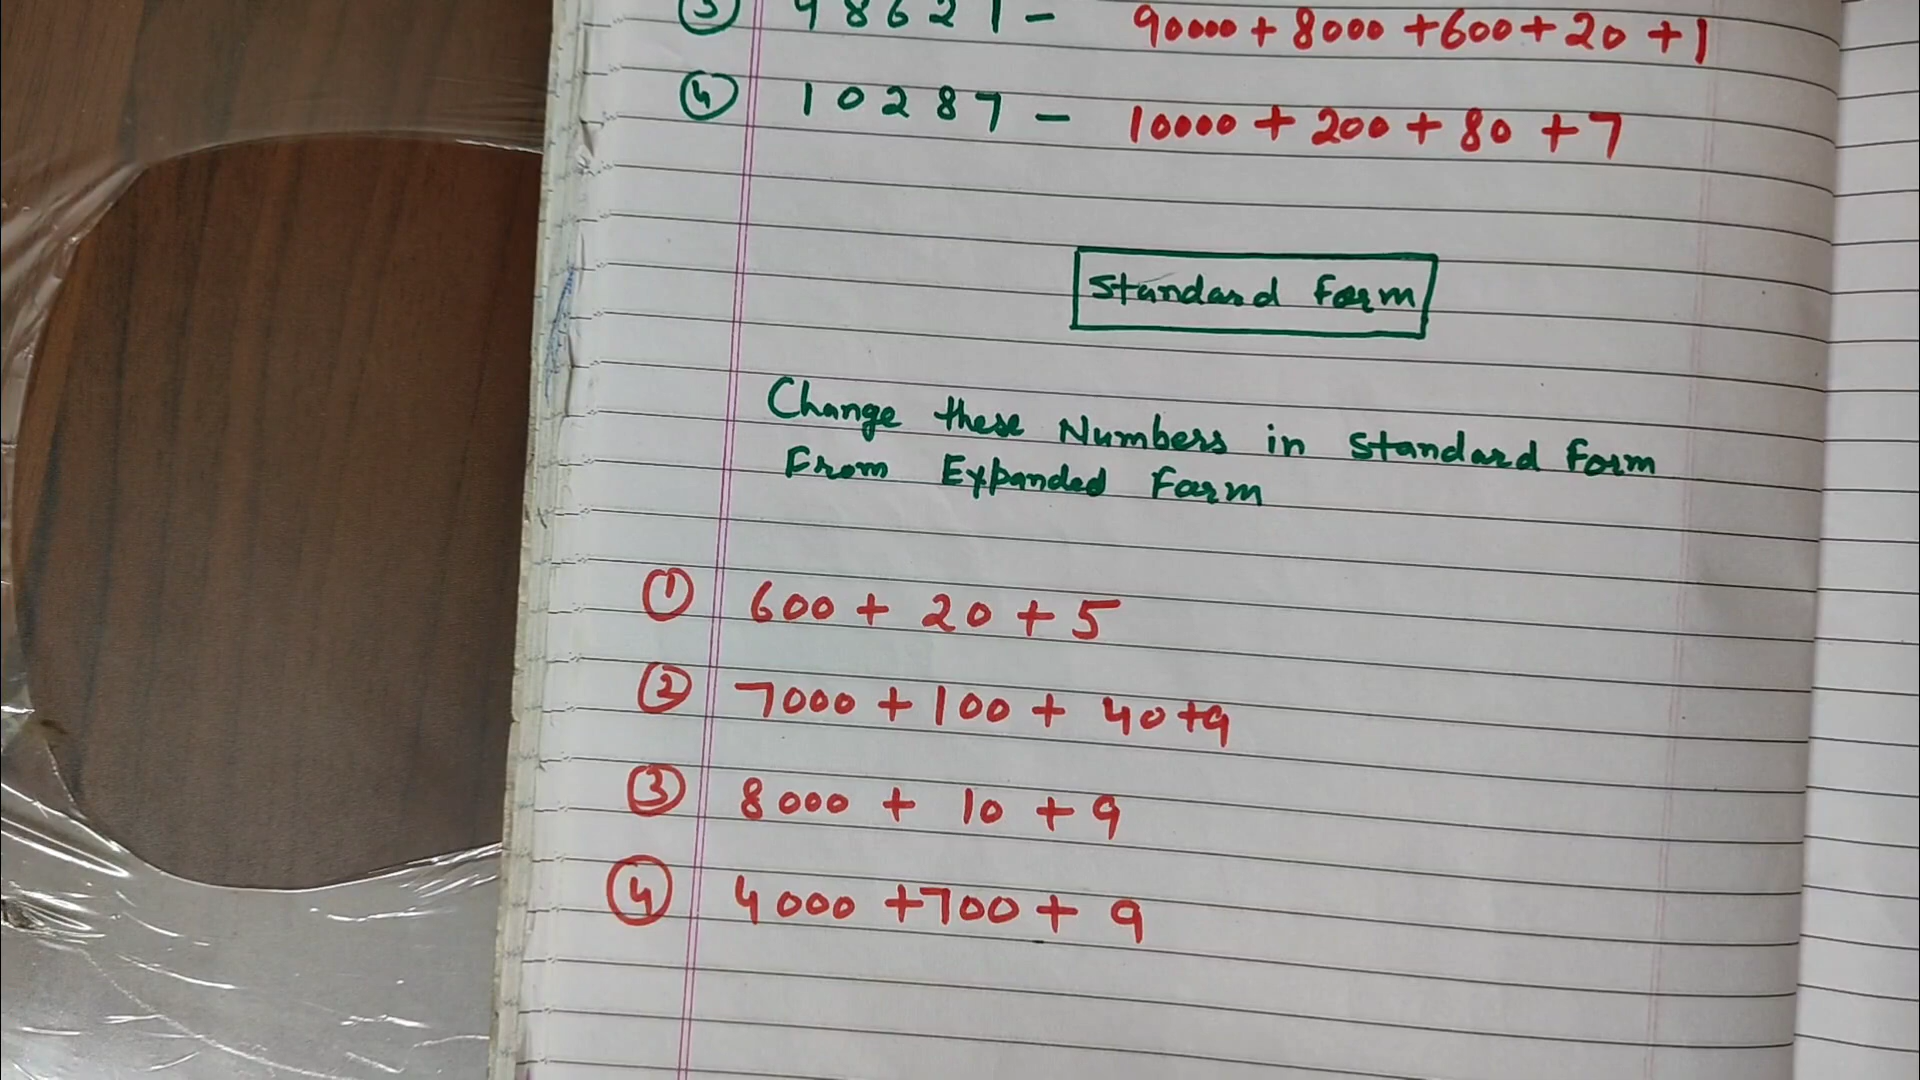 ③ 98621 - 90000 + 8000 + 600 + 20 + 1
④ 10287 - 10000 + 200 + 80 + 7
Standard Form
Change these Numbers in Standard Form
From Expanded Form
① 600 + 20 + 5
② 7000 + 100 + 40 + 9
③ 8000 + 10 + 9
④ 4000 + 700 + 9